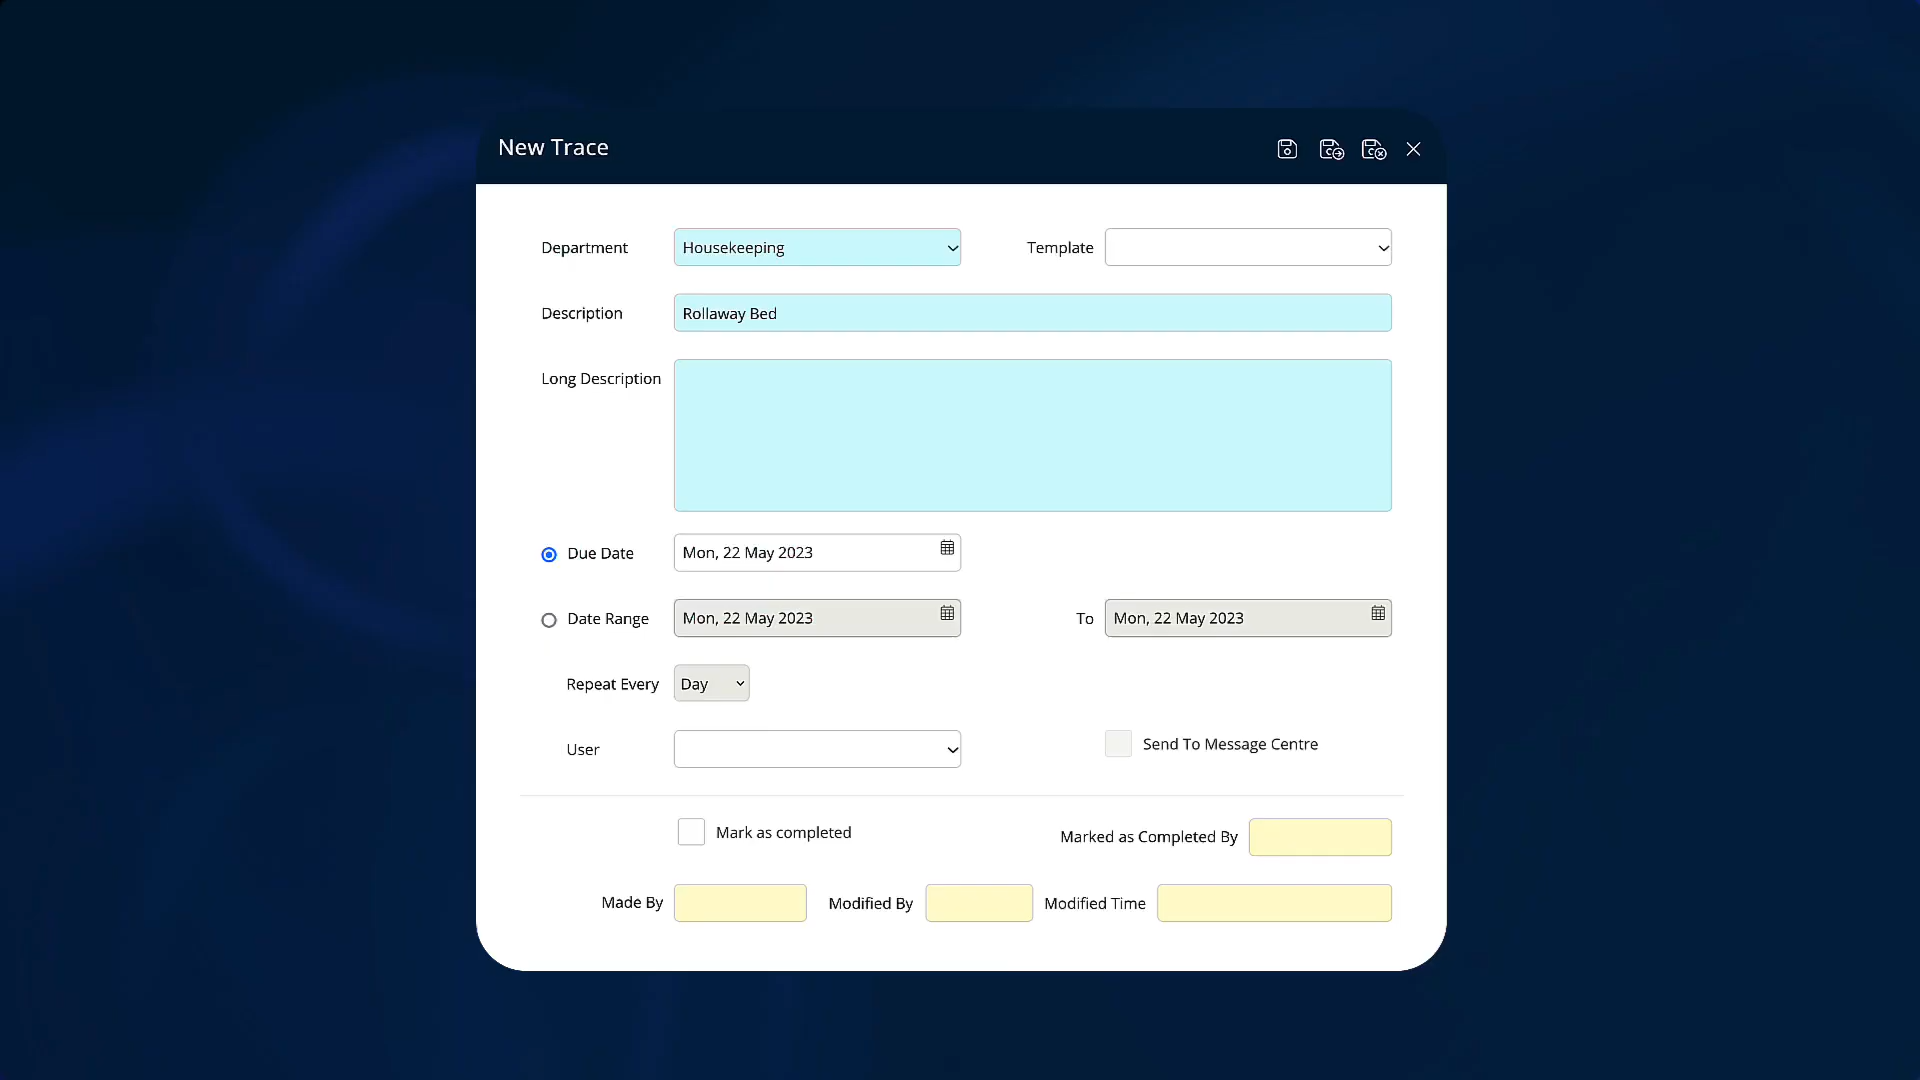 New Trace
Department Housekeeping Template
Description Rollaway Bed
Long Description
Due Date Mon, 22 May 2023
Date Range Mon, 22 May 2023 To Mon, 22 May 2023
Repeat Every Day
User Send To Message Centre
Mark as completed Marked as Completed By
Made By Modified By Modified Time